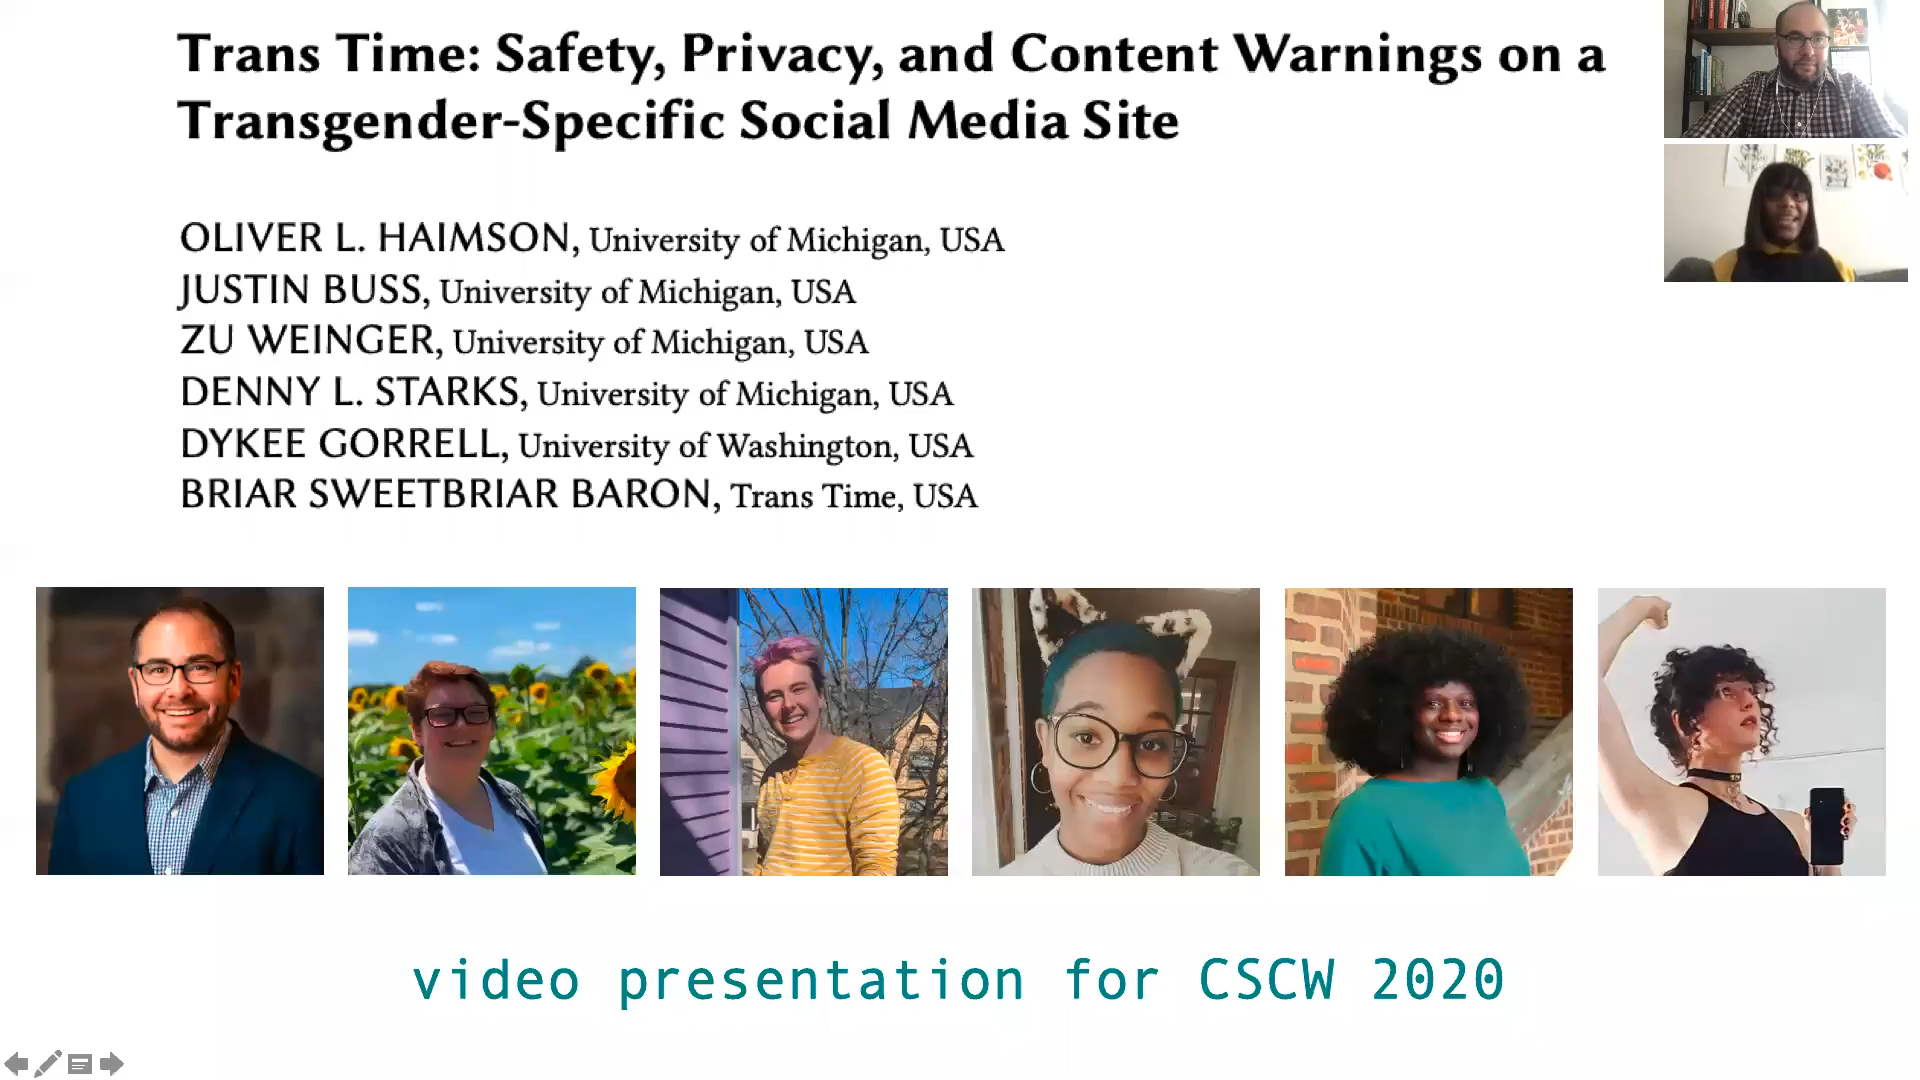 Trans Time: Safety, Privacy, and Content Warnings on a
Transgender-Specific Social Media Site
OLIVER L. HAIMSON, University of Michigan, USA
JUSTIN BUSS, University of Michigan, USA
ZU WEINGER, University of Michigan, USA
DENNY L. STARKS, University of Michigan, USA
DYKEE GORRELL, University of Washington, USA
BRIAR SWEETBRIAR BARON, Trans Time, USA
video presentation for CSCW 2020